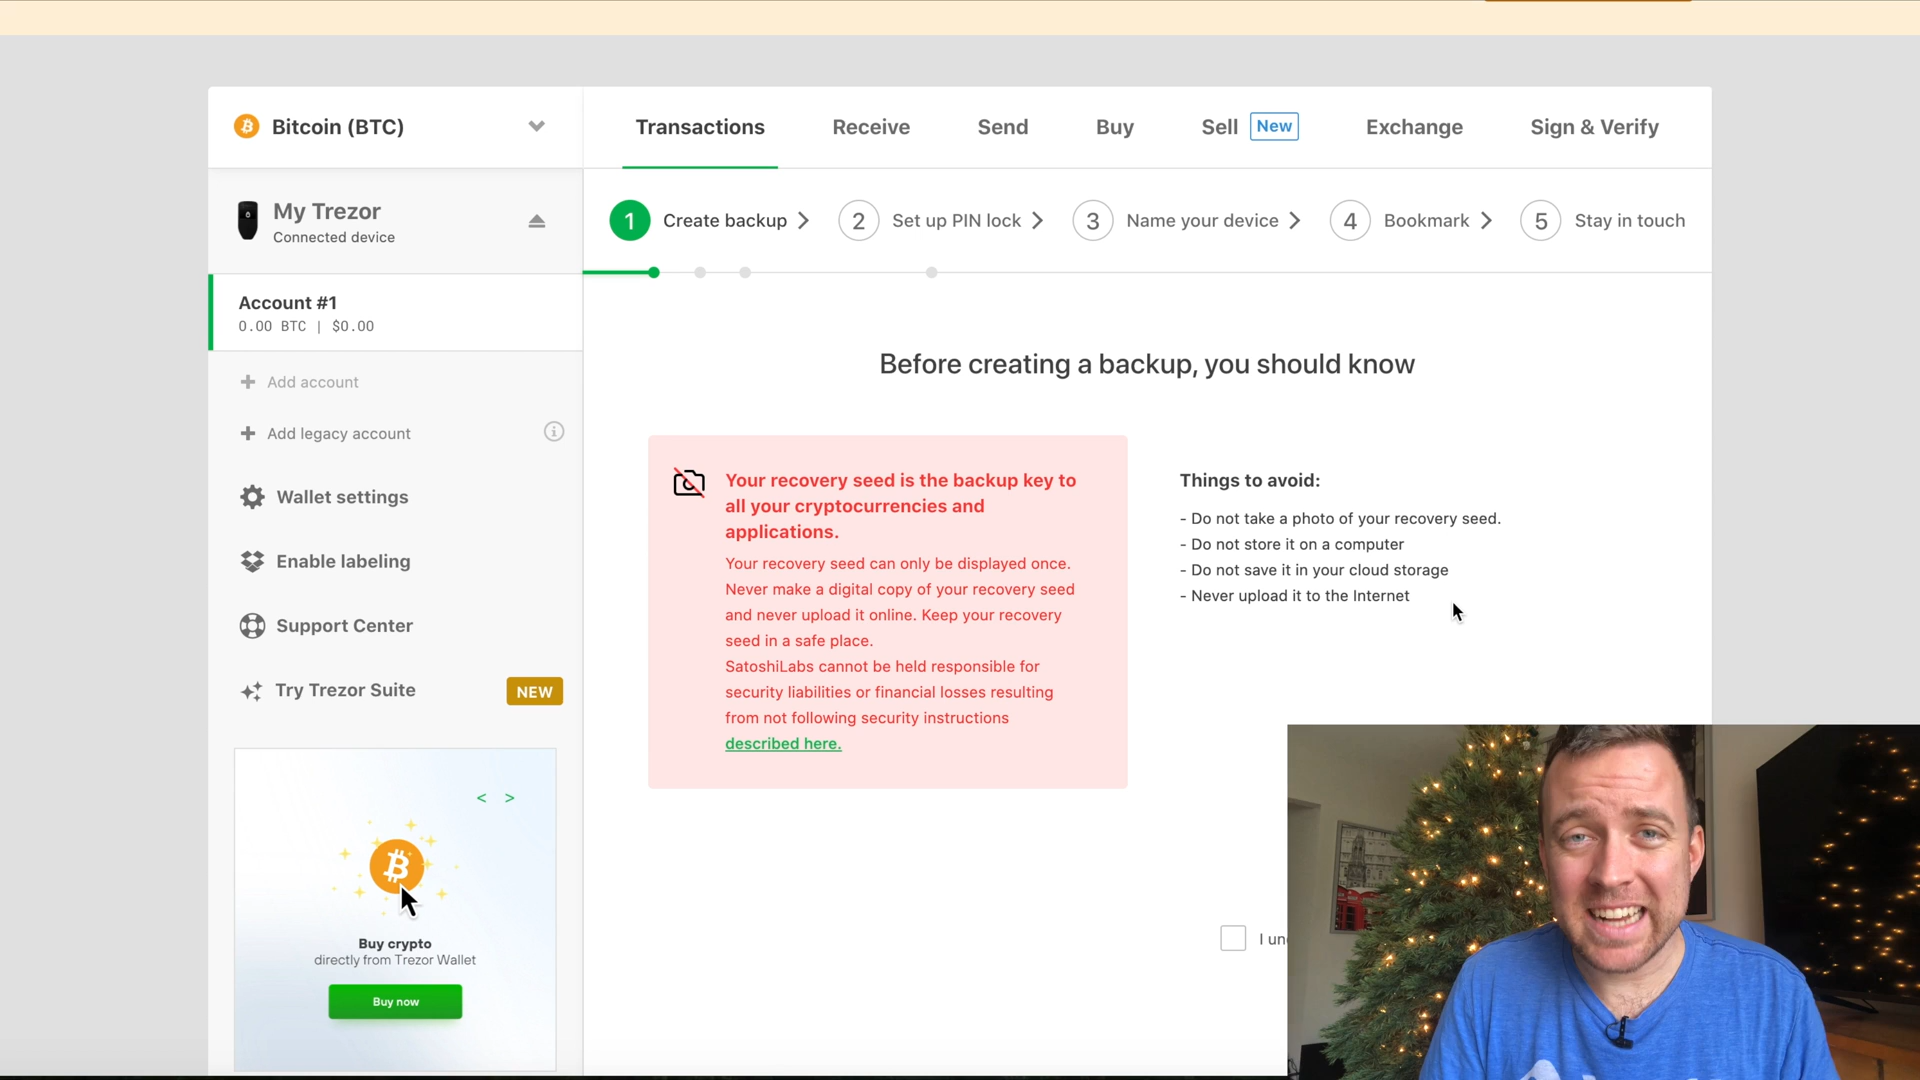 Bitcoin (BTC)
Transactions
Receive
Send
Buy
Sell
New
Exchange
Sign & Verify
My Trezor
Connected device
1 Create backup
2 Set up PIN lock
3 Name your device
4 Bookmark
5 Stay in touch
Account #1
0.00 BTC | $0.00
+ Add account
+ Add legacy account
Wallet settings
Enable labeling
Support Center
Try Trezor Suite
NEW
< >
Buy crypto
directly from Trezor Wallet
Buy now
Before creating a backup, you should know
Your recovery seed is the backup key to
all your cryptocurrencies and
applications.
Your recovery seed can only be displayed once.
Never make a digital copy of your recovery seed
and never upload it online. Keep your recovery
seed in a safe place.
SatoshiLabs cannot be held responsible for
security liabilities or financial losses resulting
from not following security instructions
described here.
Things to avoid:
- Do not take a photo of your recovery seed.
- Do not store it on a computer
- Do not save it in your cloud storage
- Never upload it to the Internet
I